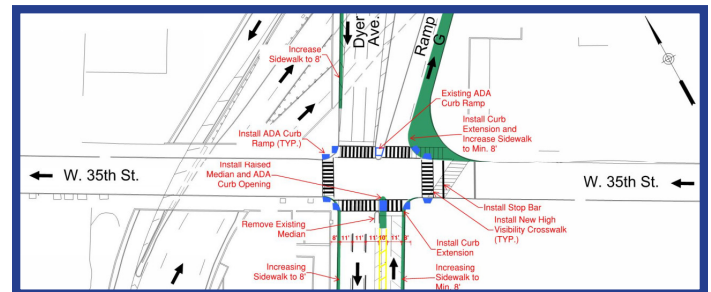 Dyer
Ave.
Ramp
G
Increase
Sidewalk to 8'
Existing ADA
Curb Ramp
Install Curb
Extension and
Increase Sidewalk
to Min. 8'
Install ADA Curb
Ramp (TYP.)
Install Raised
Median and ADA
Curb Opening
W. 35th St.
W. 35th St.
Install Stop Bar
Install New High
Visibility Crosswalk
(TYP.)
Remove Existing
Median
Install Curb
Extension
8' 11' 11' 11' 10' 11' 8'
Increasing
Sidewalk to 8'
Increasing
Sidewalk to
Min. 8'